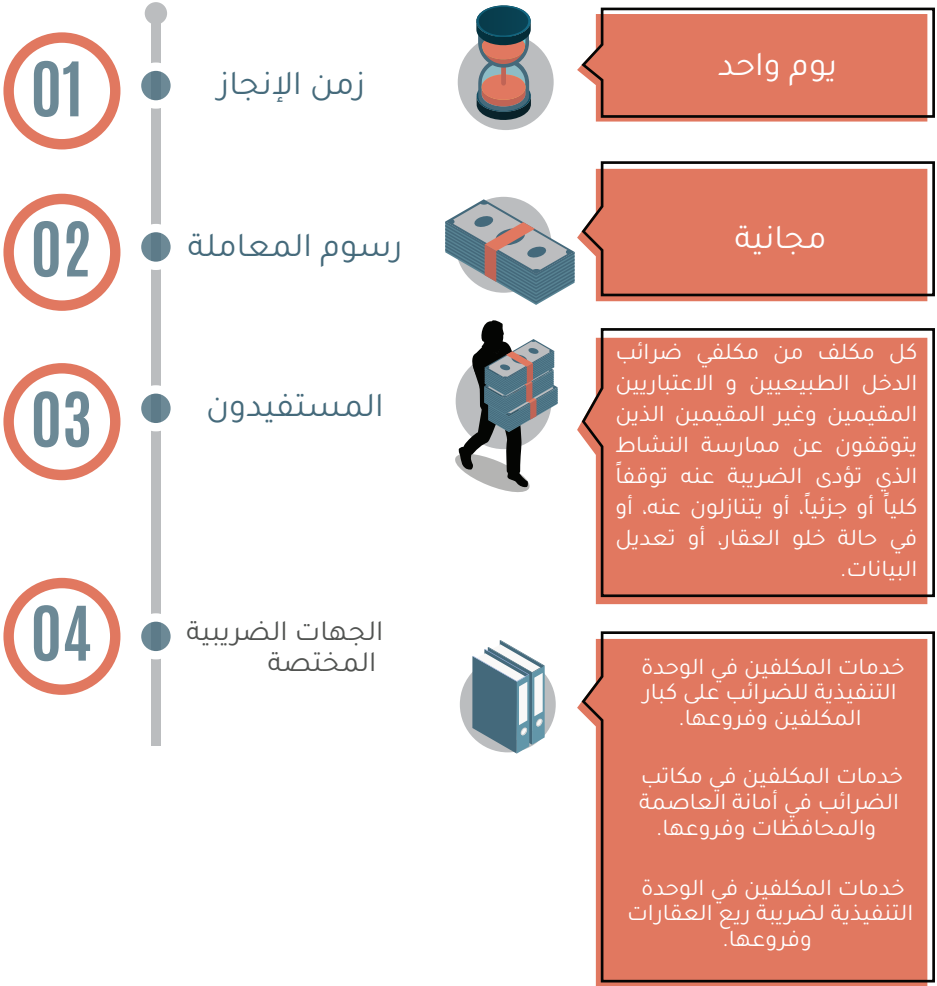 01
زمن الإنجاز
يوم واحد
02
رسوم المعاملة
مجانية
03
المستفيدون
كل مكلف من مكلفي ضرائب
الدخل الطبيعيين و الاعتباريين
المقيمين وغير المقيمين الذين
يتوقفون عن ممارسة النشاط
الذي تؤدى الضريبة عنه توقفاً
كلياً أو جزئياً، أو يتنازلون عنه، أو
في حالة خلو العقار، أو تعديل
البيانات.
04
الجهات الضريبية
المختصة
خدمات المكلفين في الوحدة
التنفيذية للضرائب على كبار
المكلفين وفروعها.
خدمات المكلفين في مكاتب
الضرائب في أمانة العاصمة
والمحافظات وفروعها.
خدمات المكلفين في الوحدة
التنفيذية لضريبة ريع العقارات
وفروعها.